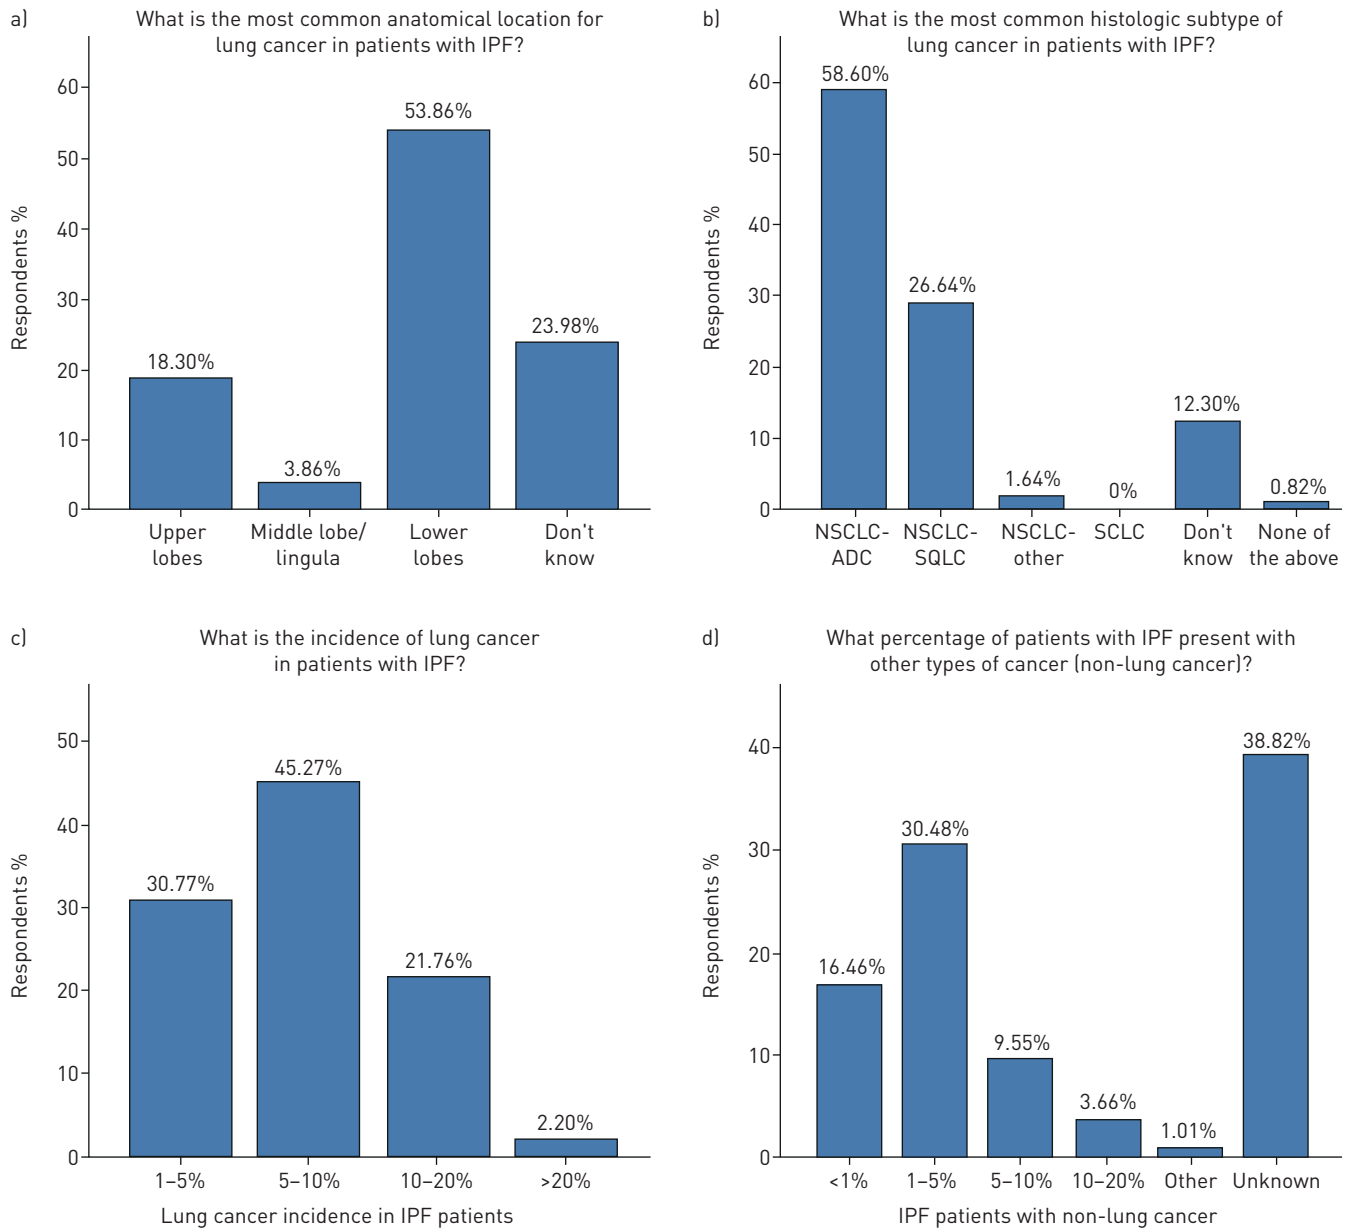 a)
What is the most common anatomical location for
lung cancer in patients with IPF?
Respondents %
60
50
40
30
20
10
0
18.30%
3.86%
53.86%
23.98%
Upper
lobes
Middle lobe/
lingula
Lower
lobes
Don't
know
b)
What is the most common histologic subtype of
lung cancer in patients with IPF?
Respondents %
60
50
40
30
20
10
0
58.60%
26.64%
1.64%
0%
12.30%
0.82%
NSCLC-
ADC
NSCLC-
SQLC
NSCLC-
other
SCLC
Don't
know
None of
the above
c)
What is the incidence of lung cancer
in patients with IPF?
Respondents %
50
40
30
20
10
0
30.77%
45.27%
21.76%
2.20%
1–5%
5–10%
10–20%
>20%
Lung cancer incidence in IPF patients
d)
What percentage of patients with IPF present with
other types of cancer (non-lung cancer)?
Respondents %
40
30
20
10
0
16.46%
30.48%
9.55%
3.66%
1.01%
38.82%
<1%
1–5%
5–10%
10–20%
Other
Unknown
IPF patients with non-lung cancer